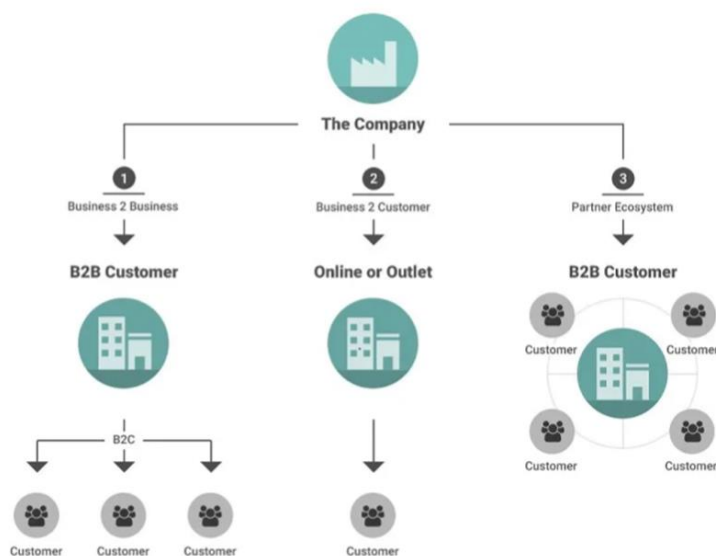 The Company
1
2
3
Business 2 Business
Business 2 Customer
Partner Ecosystem
B2B Customer
Online or Outlet
B2B Customer
Customer
Customer
Customer
Customer
B2C
Customer
Customer
Customer
Customer